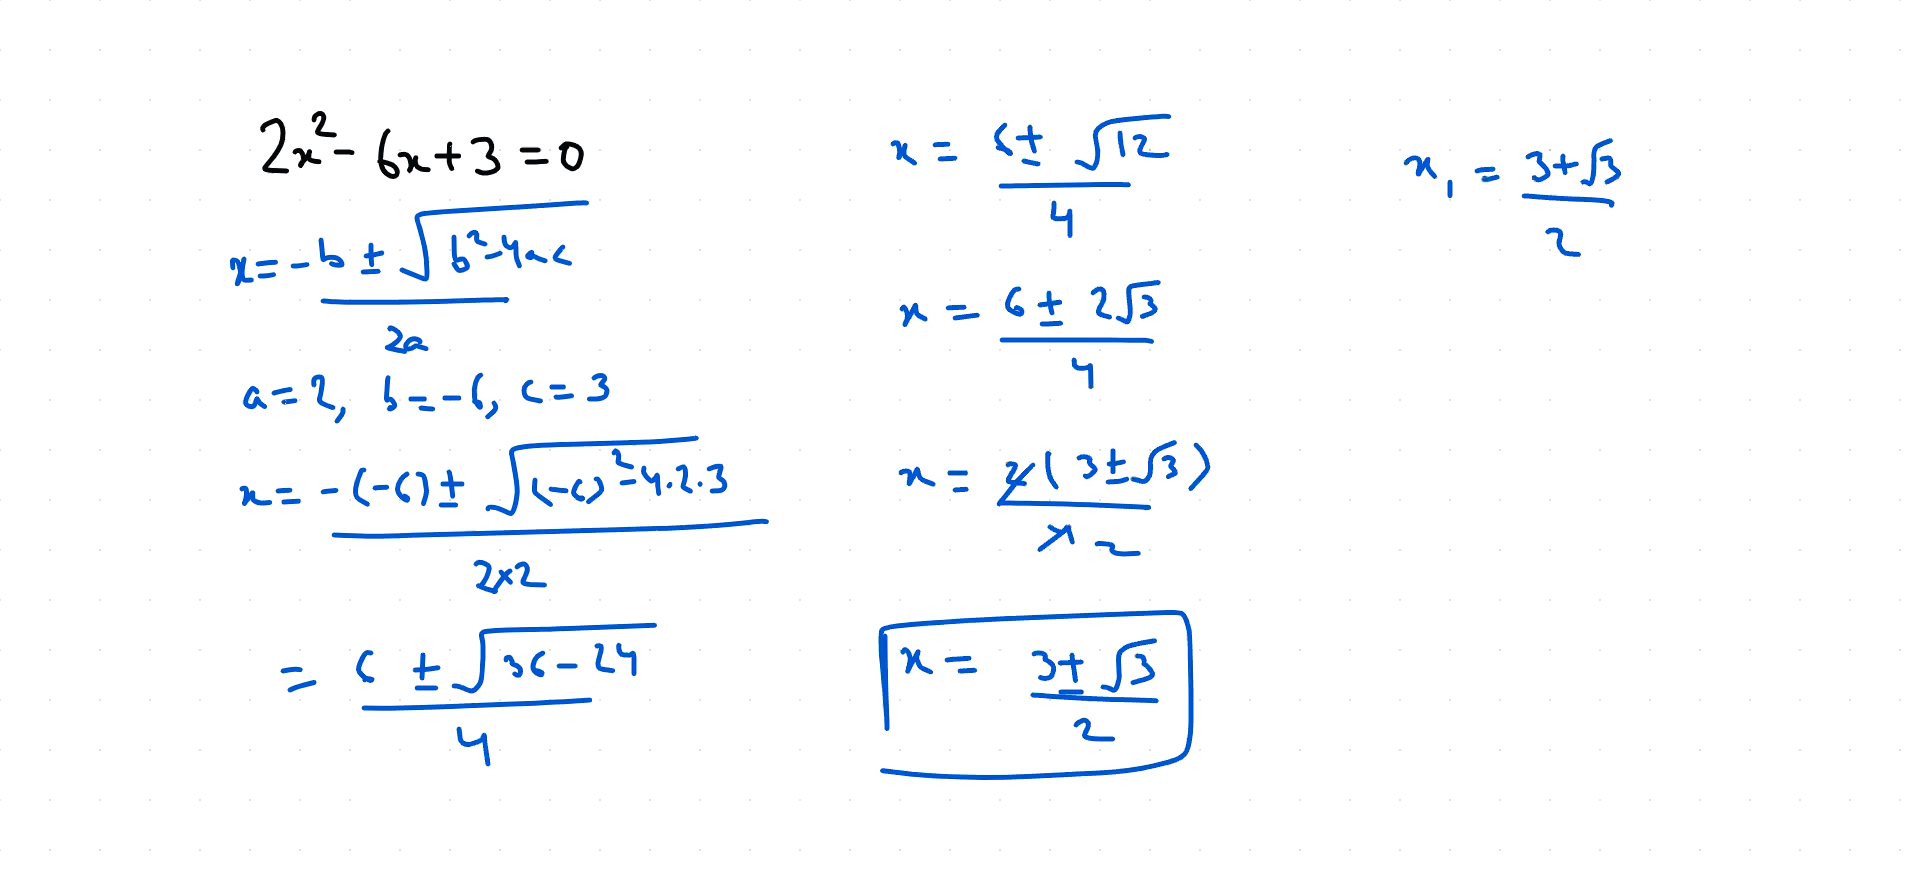 2x² - 6x + 3 = 0
x = -b ± √(b² - 4ac) / 2a
a = 2, b = -6, c = 3
x = -(-6) ± √((-6)² - 4.2.3) / 2×2
= 6 ± √(36 - 24) / 4
x = 6 ± √12 / 4
x = 6 ± 2√3 / 4
x = 2(3 ± √3) / 4 2
x = 3 ± √3 / 2
x₁ = 3 + √3 / 2